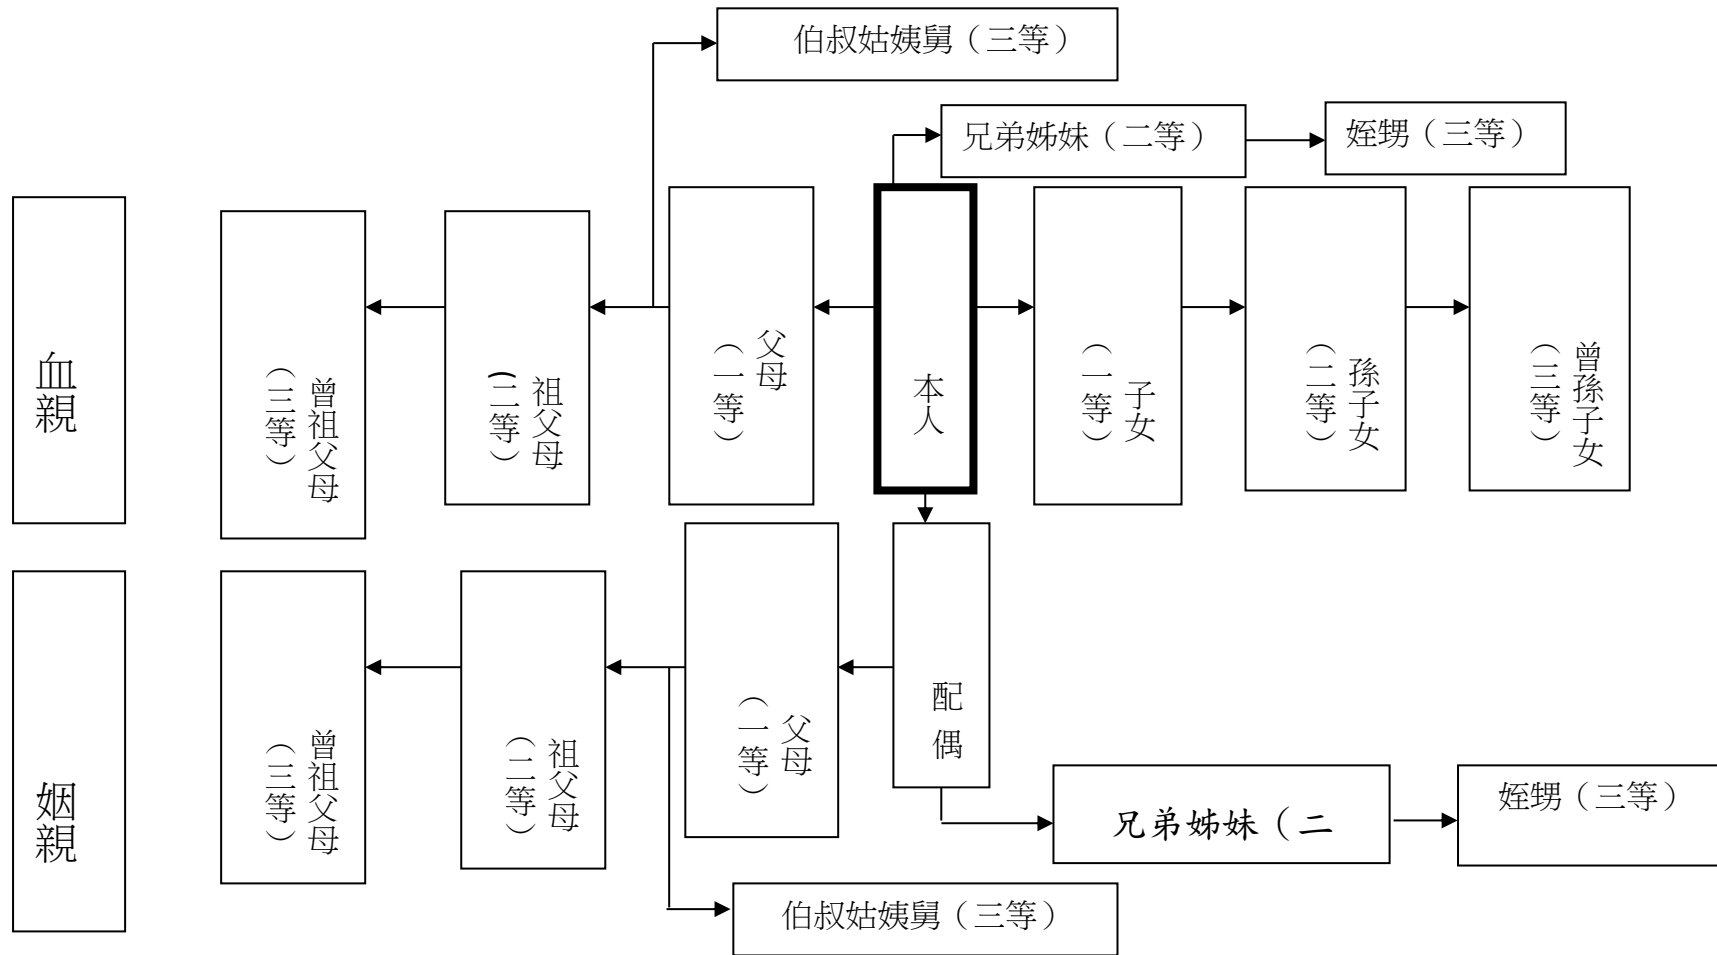 伯叔姑姨舅（三等）
兄弟姊妹（二等）
姪甥（三等）
血親
曾祖父母
（三等）
祖父母
(二等）
父母
（一等）
本人
子女
（一等）
孫子女
（二等）
曾孫子女
（三等）
姻親
曾祖父母
（三等）
祖父母
（二等）
父母
（一等）
配偶
兄弟姊妹（二
姪甥（三等）
伯叔姑姨舅（三等）